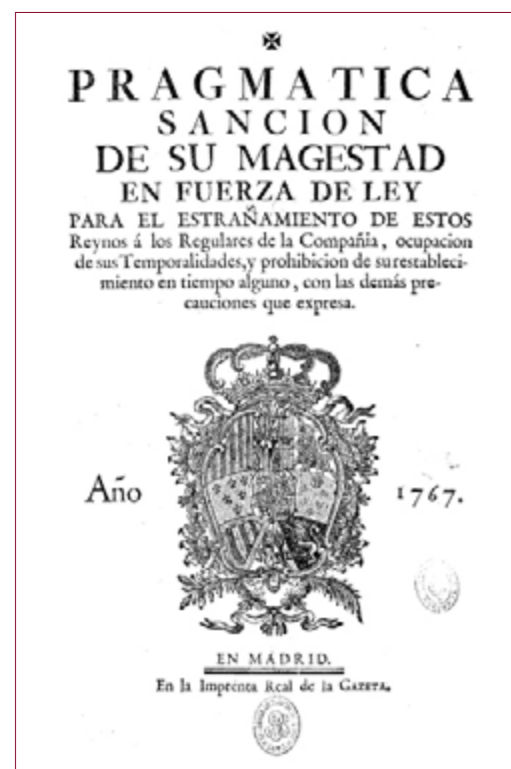 PRAGMATICA
SANCION
DE SU MAGESTAD
EN FUERZA DE LEY
PARA EL ESTRAÑAMIENTO DE ESTOS
Reynos á los Regulares de la Compañia, ocupacion
de sus Temporalidades, y prohibicion de su restableci-
miento en tiempo alguno, con las demás pre-
cauciones que expresa.
Año 1767.
EN MADRID.
En la Imprenta Real de la GAZETA.